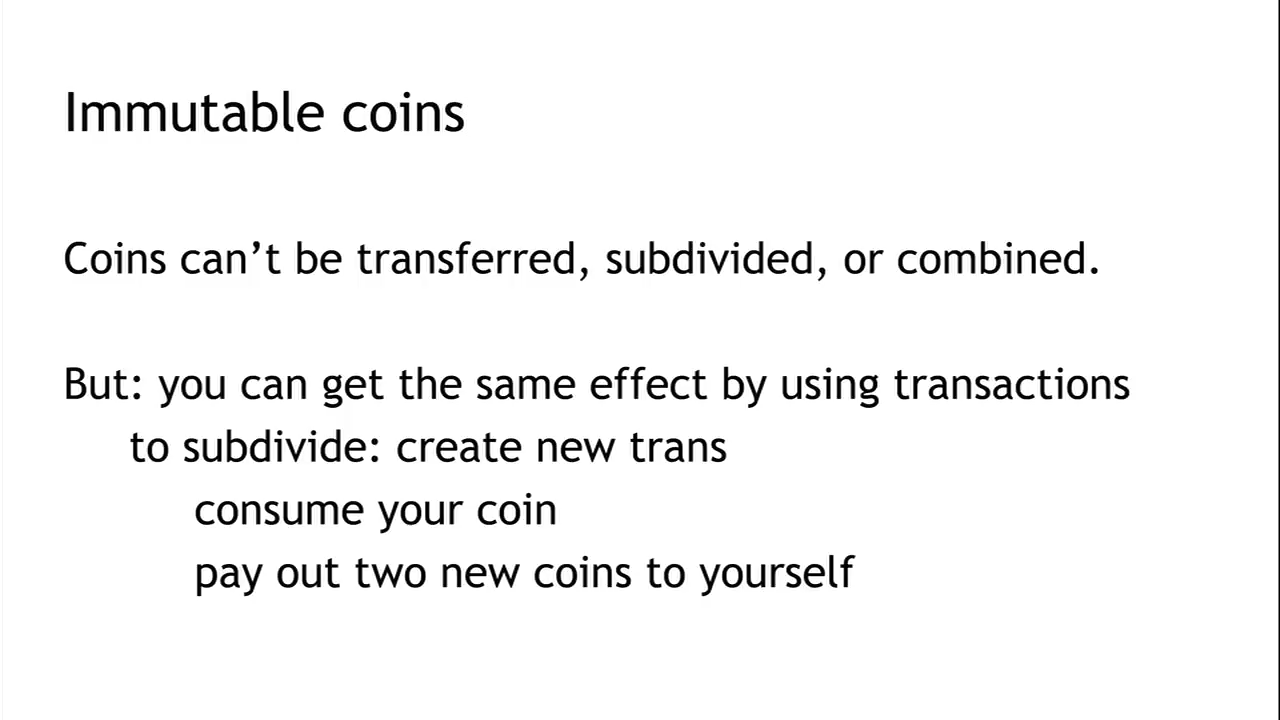 Immutable coins
Coins can’t be transferred, subdivided, or combined.
But: you can get the same effect by using transactions
to subdivide: create new trans
consume your coin
pay out two new coins to yourself